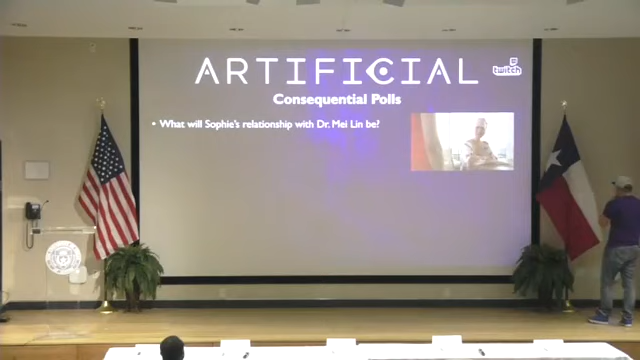 ARTIFICIAL
twitch
Consequential Polls
• What will Sophie's relationship with Dr. Mei Lin be?